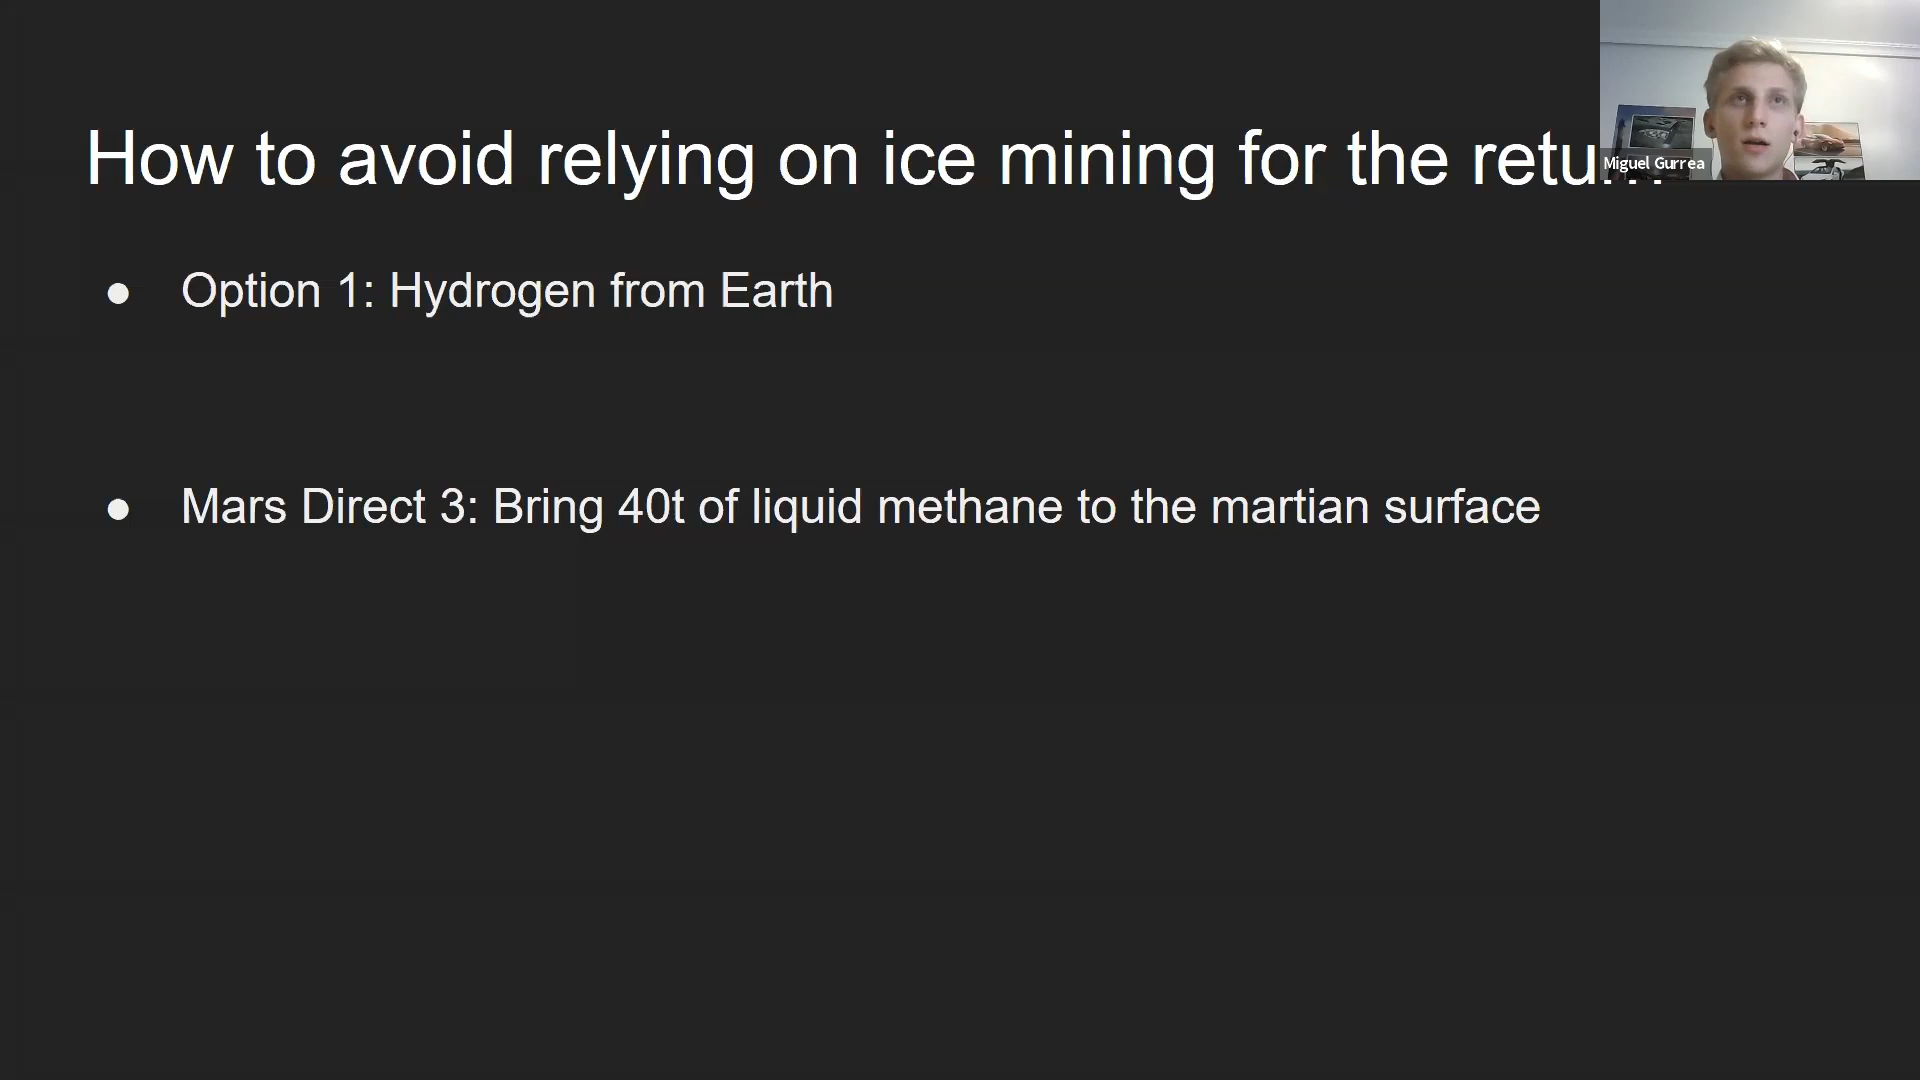 How to avoid relying on ice mining for the
Miguel Gurrea
● Option 1: Hydrogen from Earth
● Mars Direct 3: Bring 40t of liquid methane to the martian surface